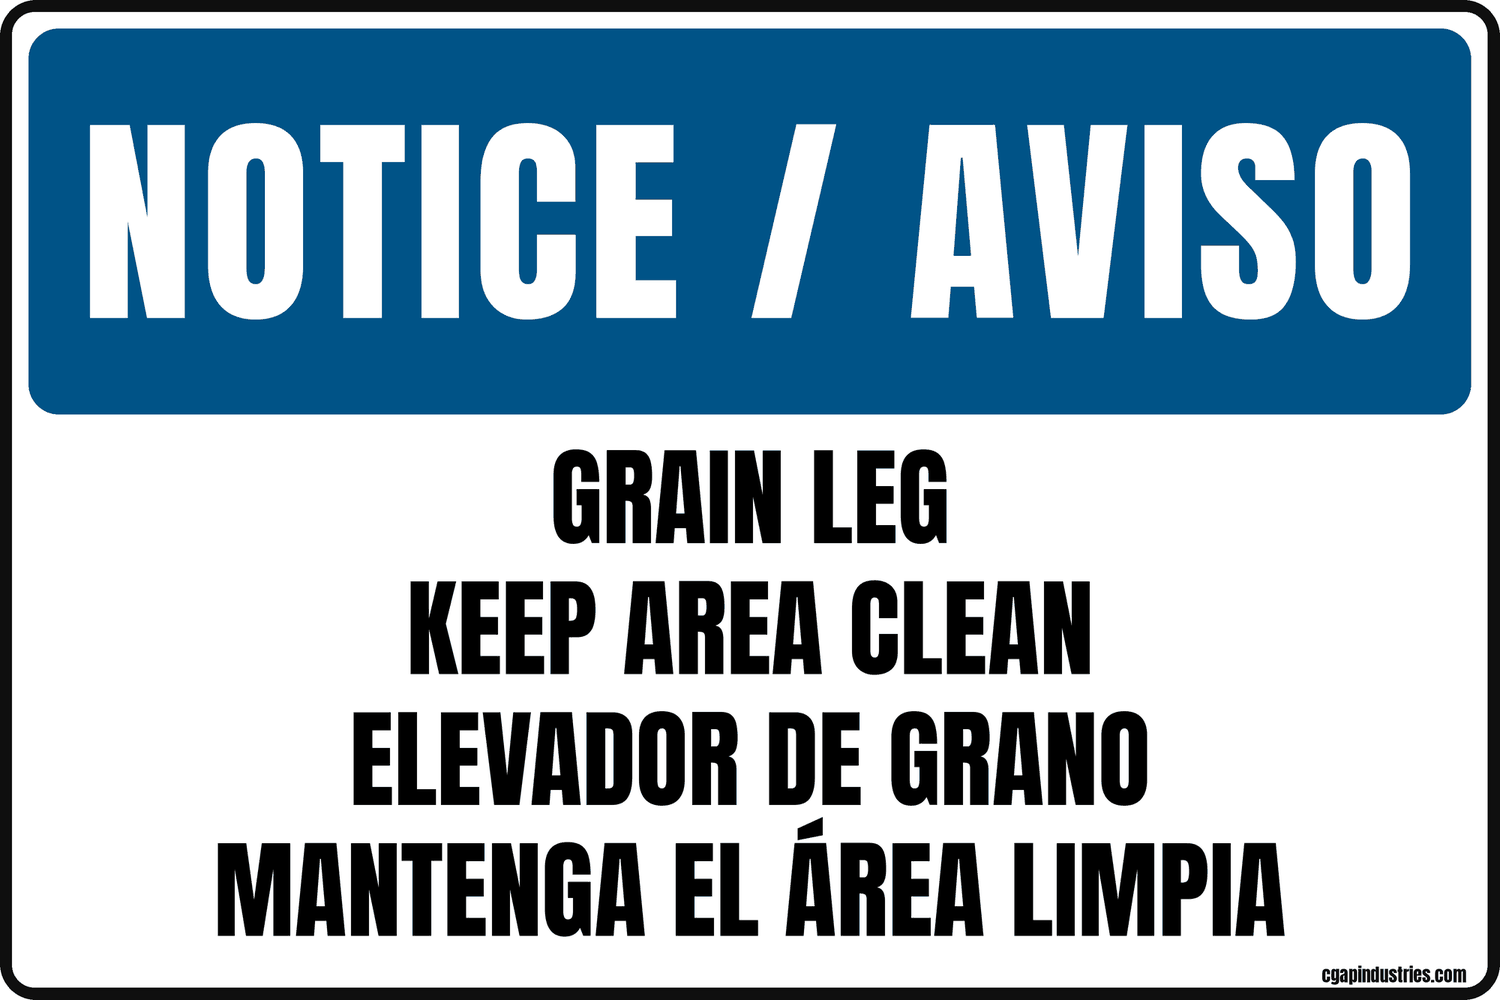 NOTICE / AVISO
GRAIN LEG
KEEP AREA CLEAN
ELEVADOR DE GRANO
MANTENGA EL ÁREA LIMPIA
cgapindustries.com